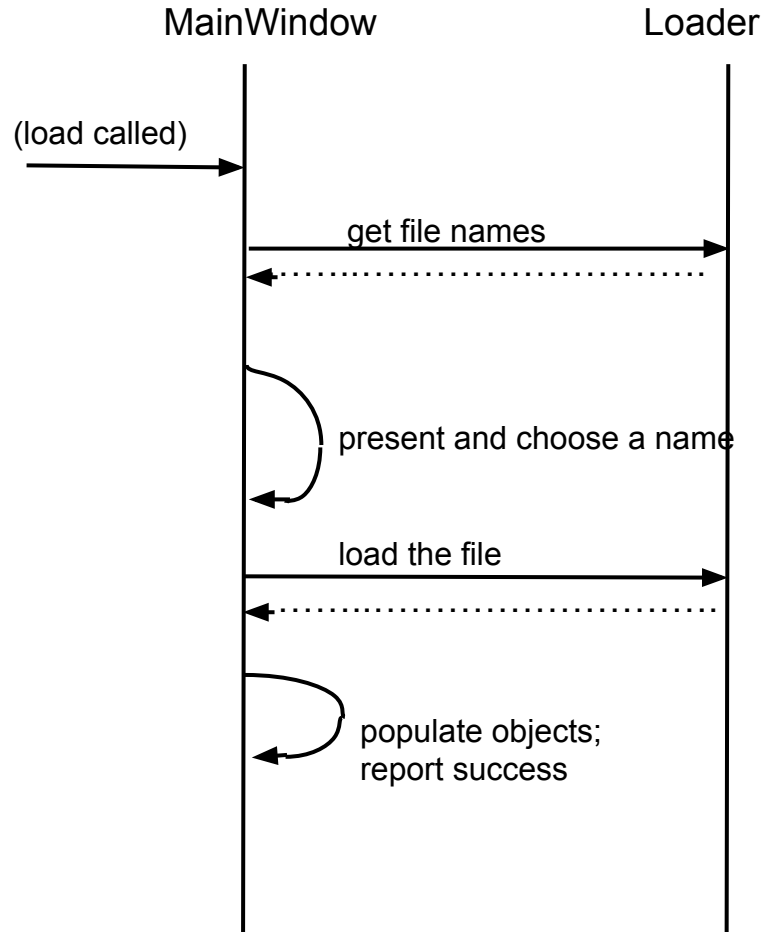 MainWindow
Loader
(load called)
get file names
present and choose a name
load the file
populate objects;
report success